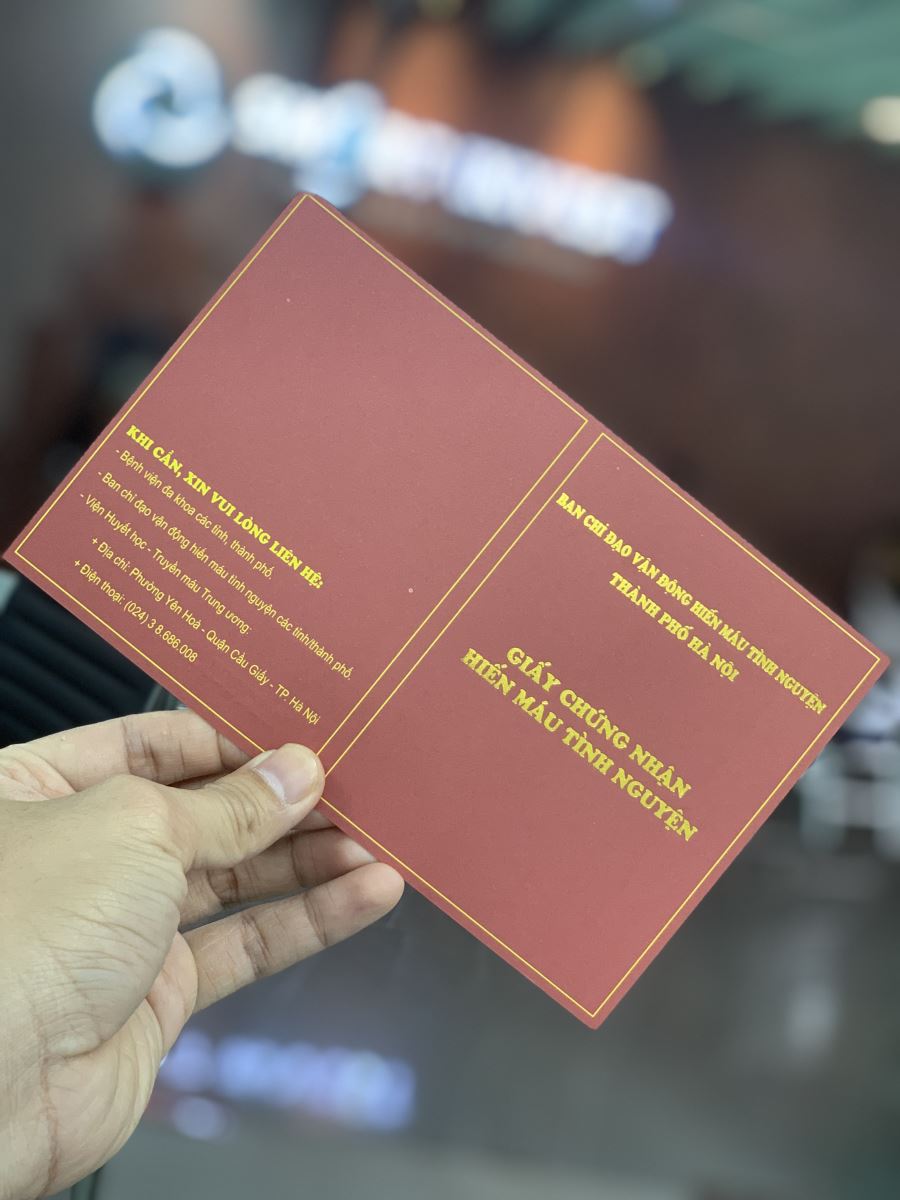 KHI CẦN, XIN VUI LÒNG LIÊN HỆ:
- Bệnh viện đa khoa các tỉnh, thành phố.
- Ban chỉ đạo vận động hiến máu tình nguyện các tỉnh/thành phố.
- Viện Huyết học - Truyền máu Trung ương:
+ Địa chỉ: Phường Yên Hoà - Quận Cầu Giấy - TP. Hà Nội
+ Điện thoại: (024) 3 8.686.008
BAN CHỈ ĐẠO VẬN ĐỘNG HIẾN MÁU TÌNH NGUYỆN
THÀNH PHỐ HÀ NỘI
GIẤY CHỨNG NHẬN
HIẾN MÁU TÌNH NGUYỆN